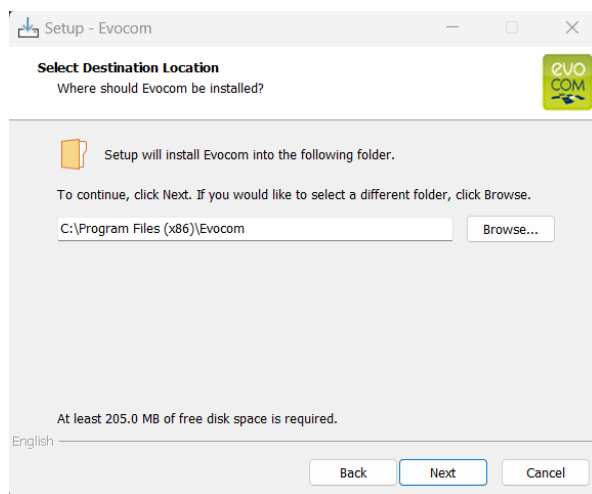 Setup - Evocom
Select Destination Location
Where should Evocom be installed?
evo
COM
Setup will install Evocom into the following folder.
To continue, click Next. If you would like to select a different folder, click Browse.
C:\Program Files (x86)\Evocom
Browse...
At least 205.0 MB of free disk space is required.
English
Back
Next
Cancel